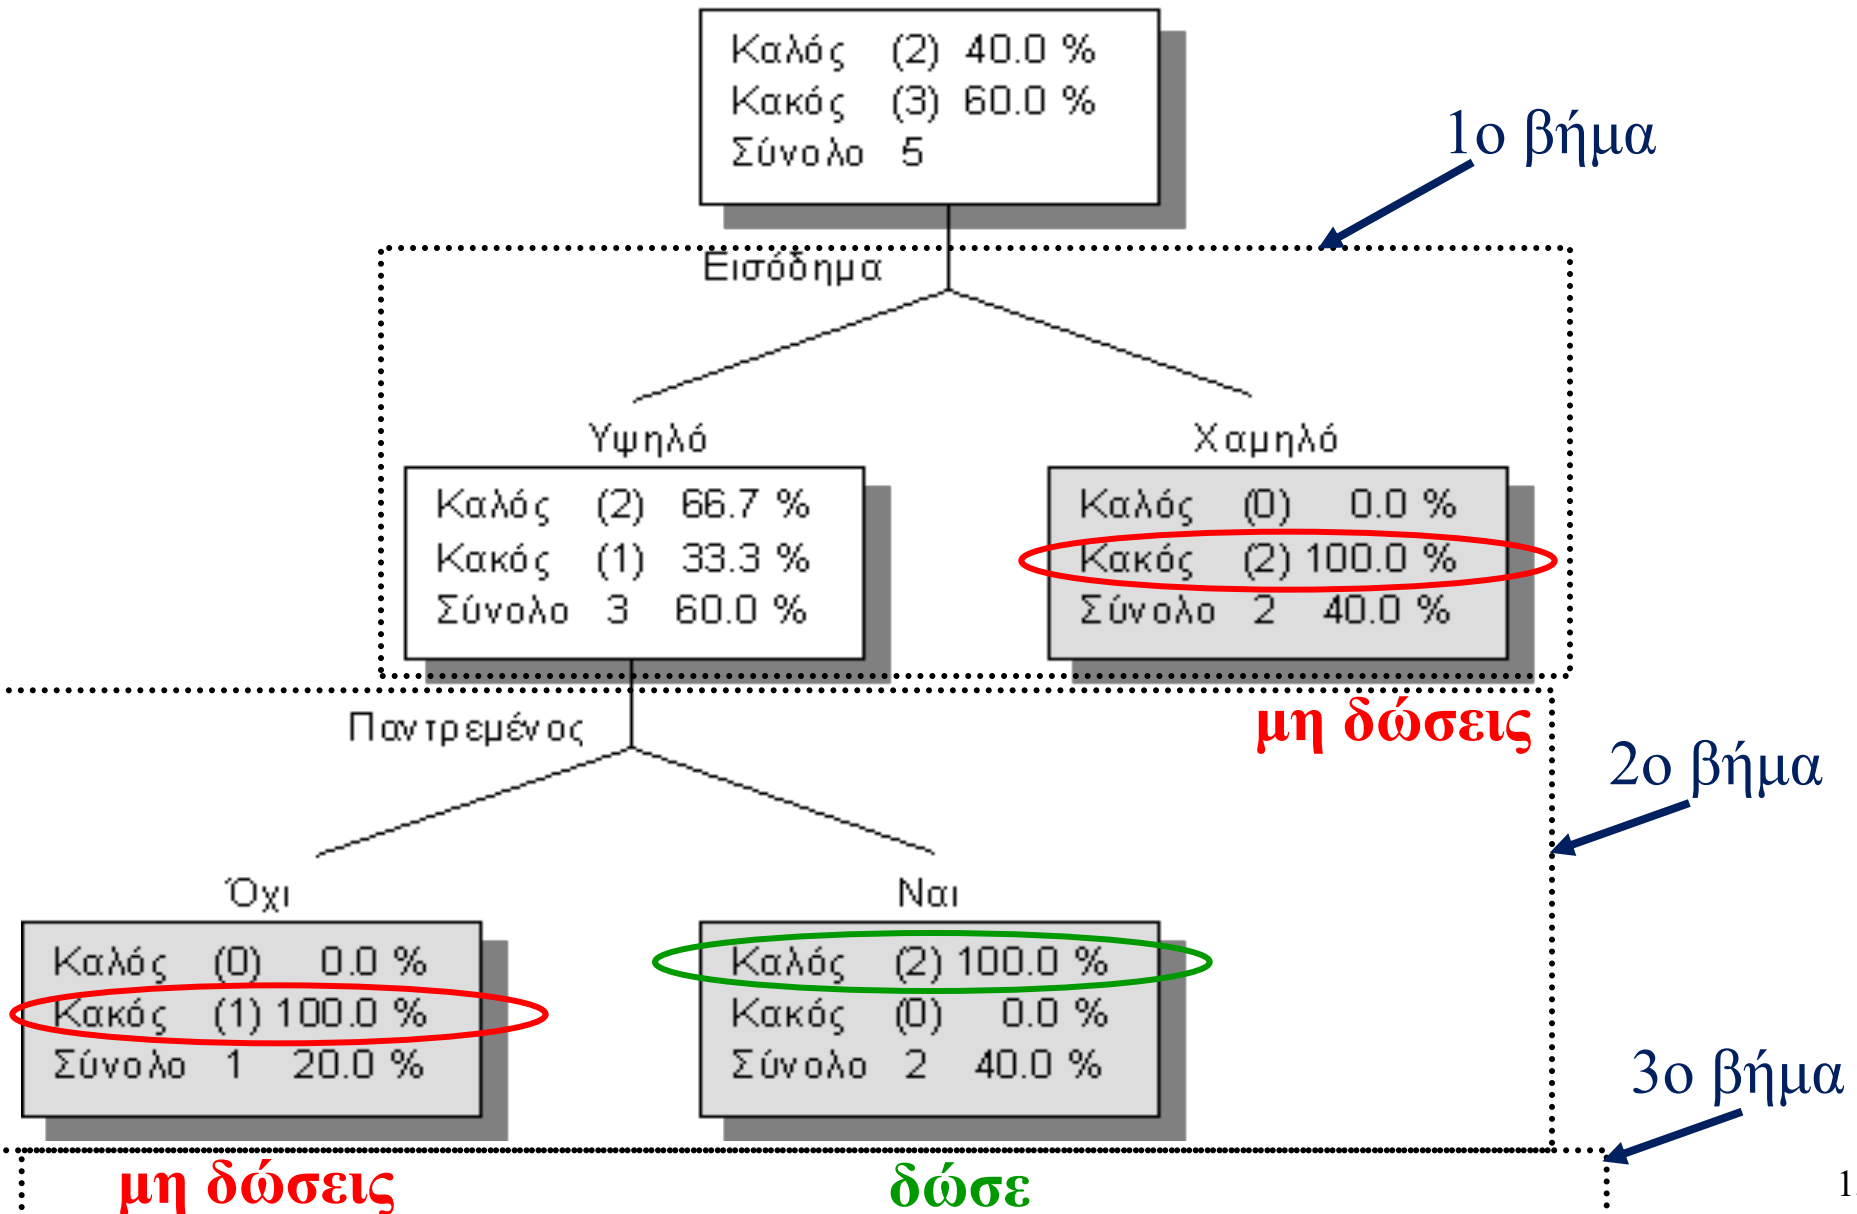 Καλός (2) 40.0 %
Κακός (3) 60.0 %
Σύνολο 5
1ο βήμα
Εισόδημα
Υψηλό
Χαμηλό
Καλός (2) 66.7 %
Κακός (1) 33.3 %
Σύνολο 3 60.0 %
Καλός (0) 0.0 %
Κακός (2) 100.0 %
Σύνολο 2 40.0 %
μη δώσεις
Παντρεμένος
2ο βήμα
Όχι
Ναι
Καλός (0) 0.0 %
Κακός (1) 100.0 %
Σύνολο 1 20.0 %
Καλός (2) 100.0 %
Κακός (0) 0.0 %
Σύνολο 2 40.0 %
3ο βήμα
μη δώσεις
δώσε